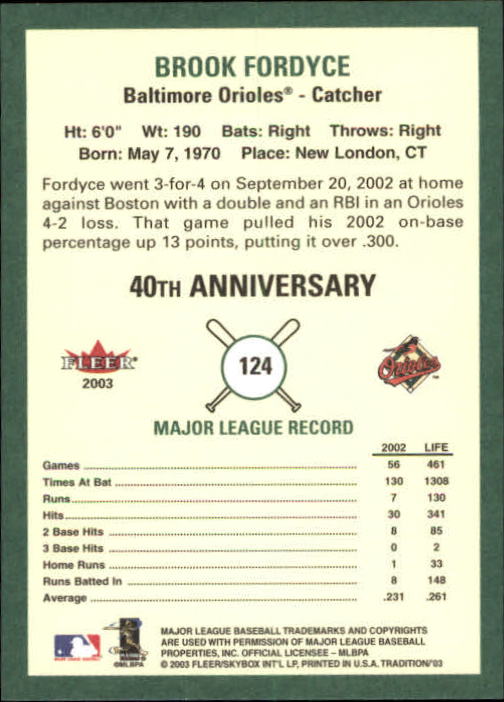 BROOK FORDYCE
Baltimore Orioles® - Catcher
Ht: 6'0" Wt: 190 Bats: Right Throws: Right
Born: May 7, 1970 Place: New London, CT
Fordyce went 3-for-4 on September 20, 2002 at home
against Boston with a double and an RBI in an Orioles
4-2 loss. That game pulled his 2002 on-base
percentage up 13 points, putting it over .300.
40TH ANNIVERSARY
FLEER®
2003
124
Orioles
TM
MAJOR LEAGUE RECORD
2002 LIFE
Games 56 461
Times At Bat 130 1308
Runs 7 130
Hits 30 341
2 Base Hits 8 85
3 Base Hits 0 2
Home Runs 1 33
Runs Batted In 8 148
Average .231 .261
MAJOR LEAGUE BASEBALL TRADEMARKS AND COPYRIGHTS
ARE USED WITH PERMISSION OF MAJOR LEAGUE BASEBALL
PROPERTIES, INC. OFFICIAL LICENSEE – MLBPA
© 2003 FLEER/SKYBOX INT'L LP, PRINTED IN U.S.A. TRADITION/'03
©MLBPA